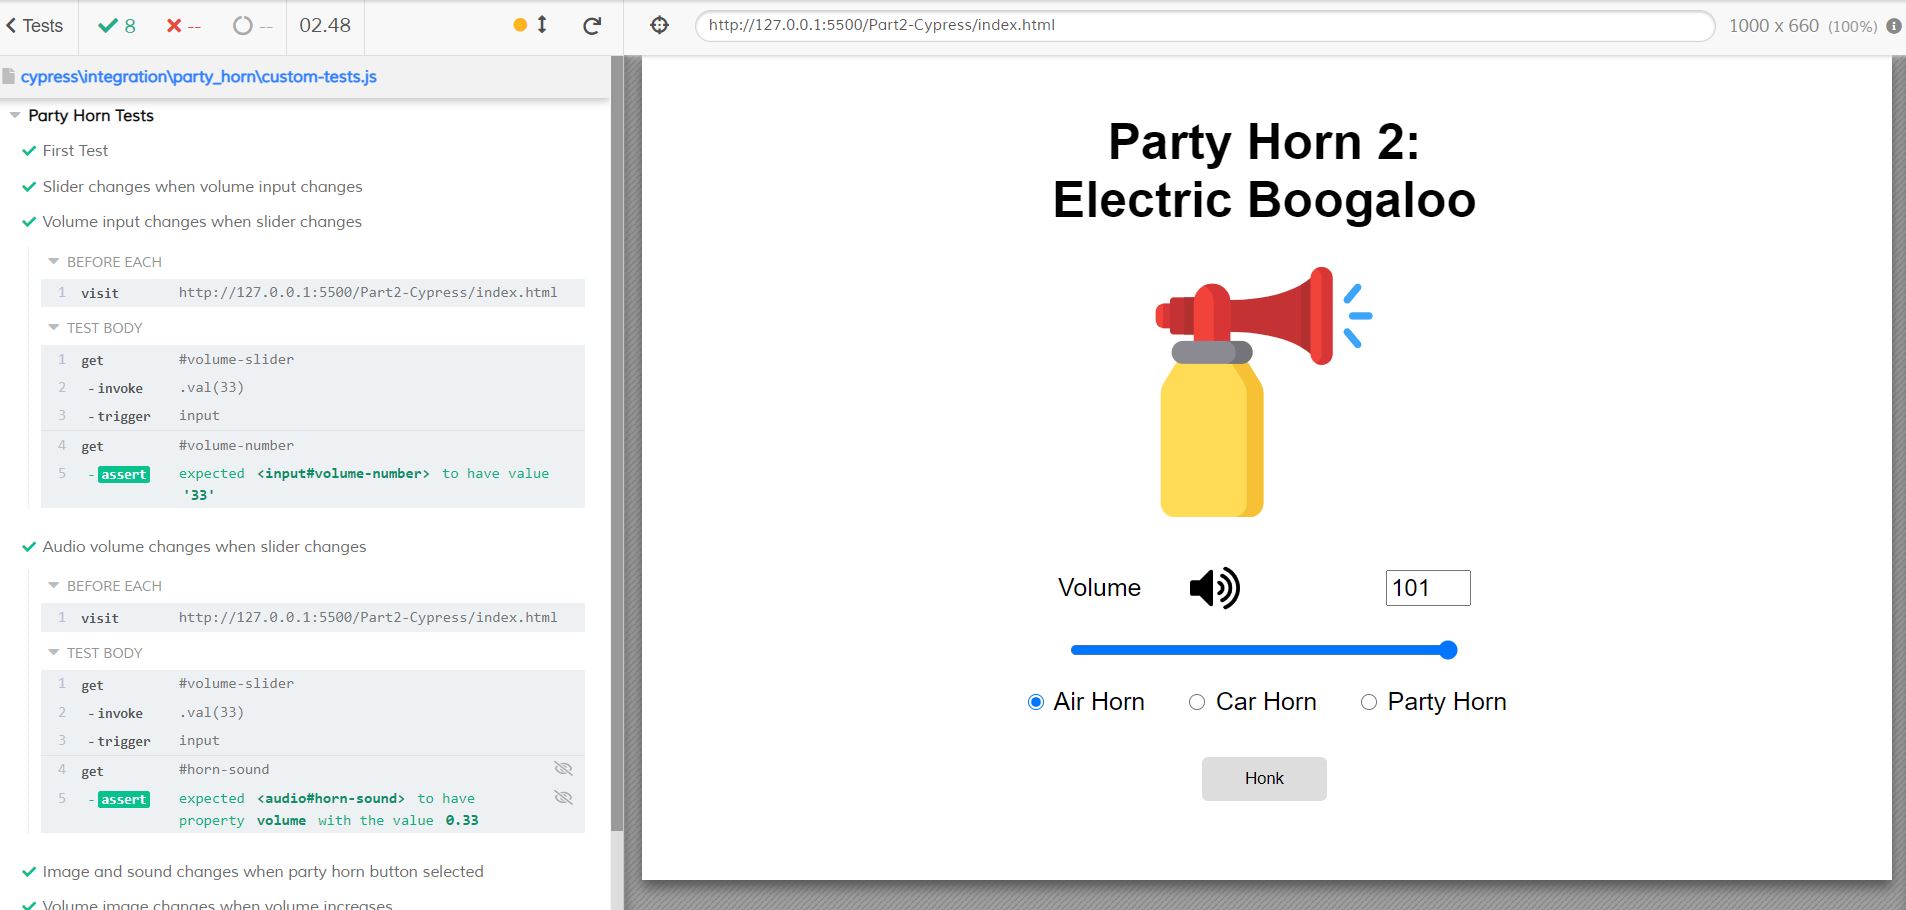 Tests 8 -- -- 02.48
http://127.0.0.1:5500/Part2-Cypress/index.html 1000 x 660 (100%)
cypress\integration\party_horn\custom-tests.js
Party Horn Tests
First Test
Slider changes when volume input changes
Volume input changes when slider changes
BEFORE EACH
1 visit http://127.0.0.1:5500/Part2-Cypress/index.html
TEST BODY
1 get #volume-slider
2 - invoke .val(33)
3 - trigger input
4 get #volume-number
5 - assert expected <input#volume-number> to have value
'33'
Audio volume changes when slider changes
BEFORE EACH
1 visit http://127.0.0.1:5500/Part2-Cypress/index.html
TEST BODY
1 get #volume-slider
2 - invoke .val(33)
3 - trigger input
4 get #horn-sound
5 - assert expected <audio#horn-sound> to have
property volume with the value 0.33
Image and sound changes when party horn button selected
Volume image changes when volume increases
Party Horn 2:
Electric Boogaloo
Volume 101
Air Horn Car Horn Party Horn
Honk